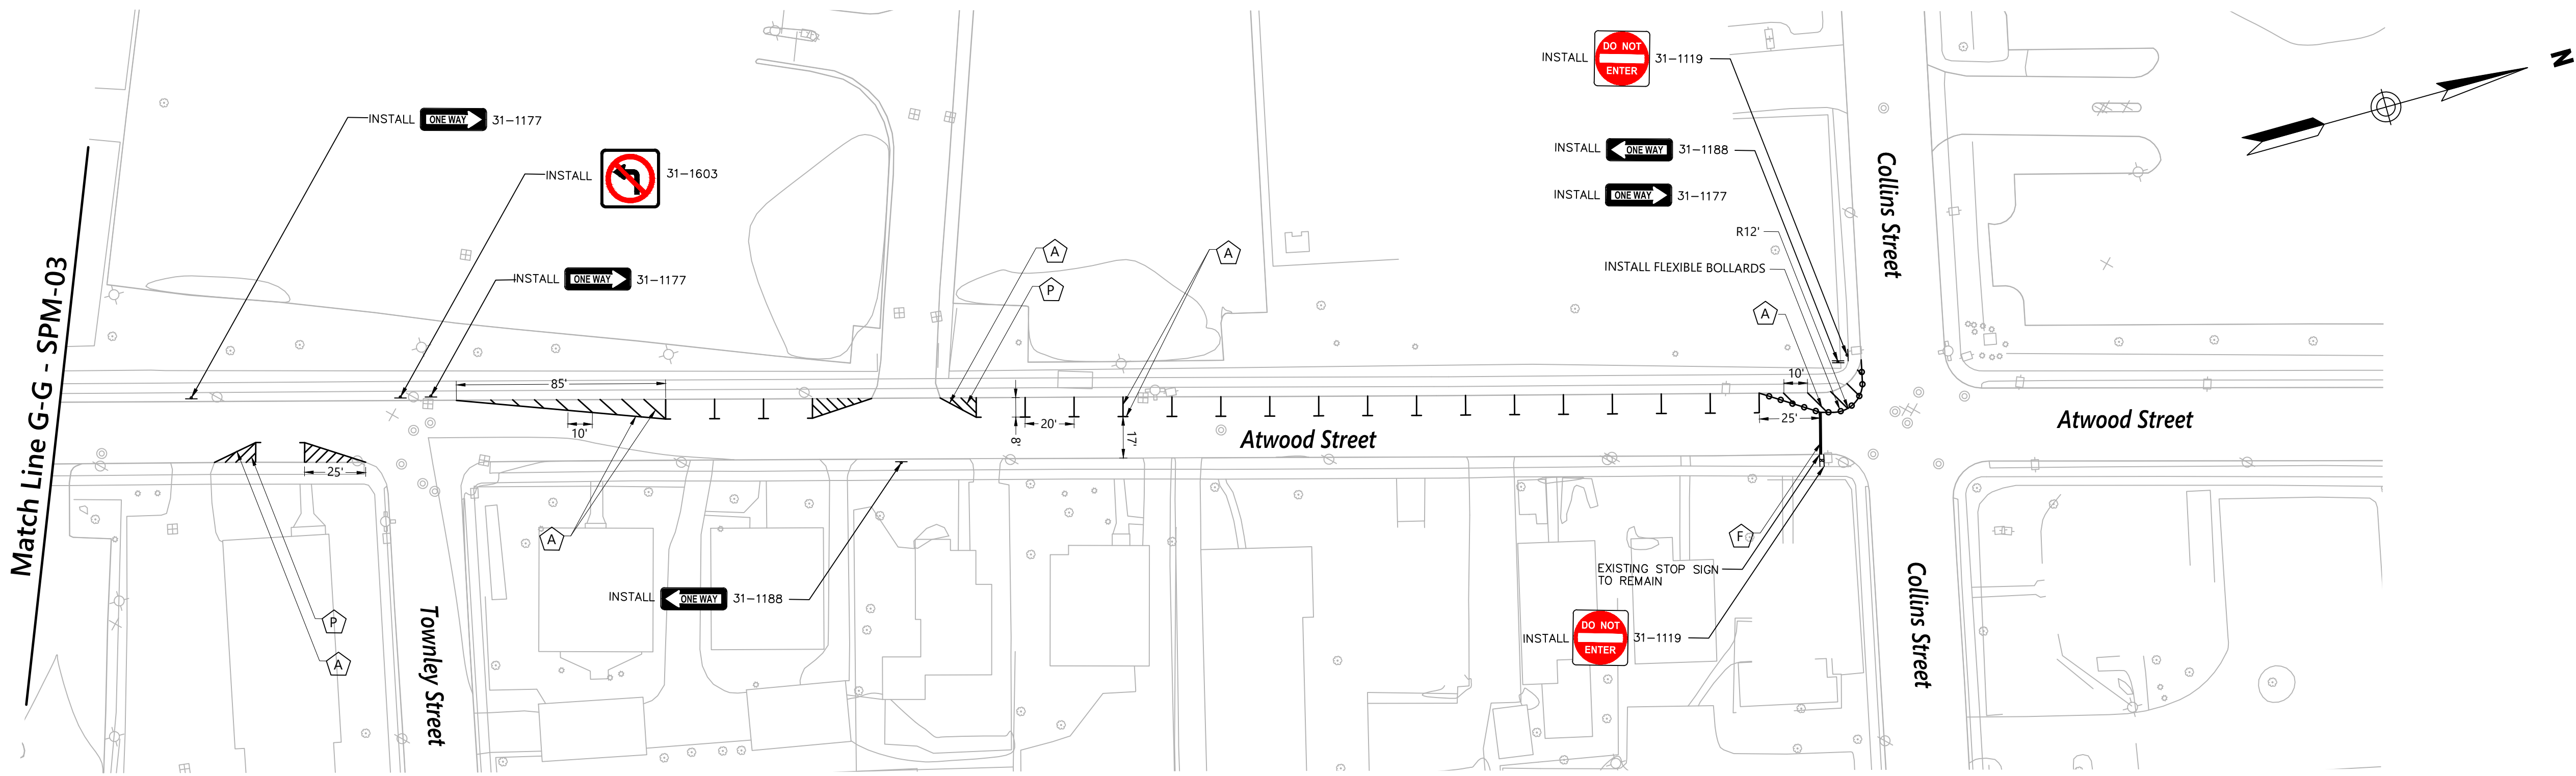 Match Line G-G - SPM-03
INSTALL ONE WAY 31-1177
INSTALL 31-1603
INSTALL ONE WAY 31-1177
85'
10'
25'
A
P
A
A
INSTALL ONE WAY 31-1188
Townley Street
A
P
A
20'
8'
17'
Atwood Street
INSTALL DO NOT ENTER 31-1119
INSTALL ONE WAY 31-1188
INSTALL ONE WAY 31-1177
R12'
INSTALL FLEXIBLE BOLLARDS
A
10'
25'
F
EXISTING STOP SIGN
TO REMAIN
INSTALL DO NOT ENTER 31-1119
Collins Street
Collins Street
Atwood Street
N